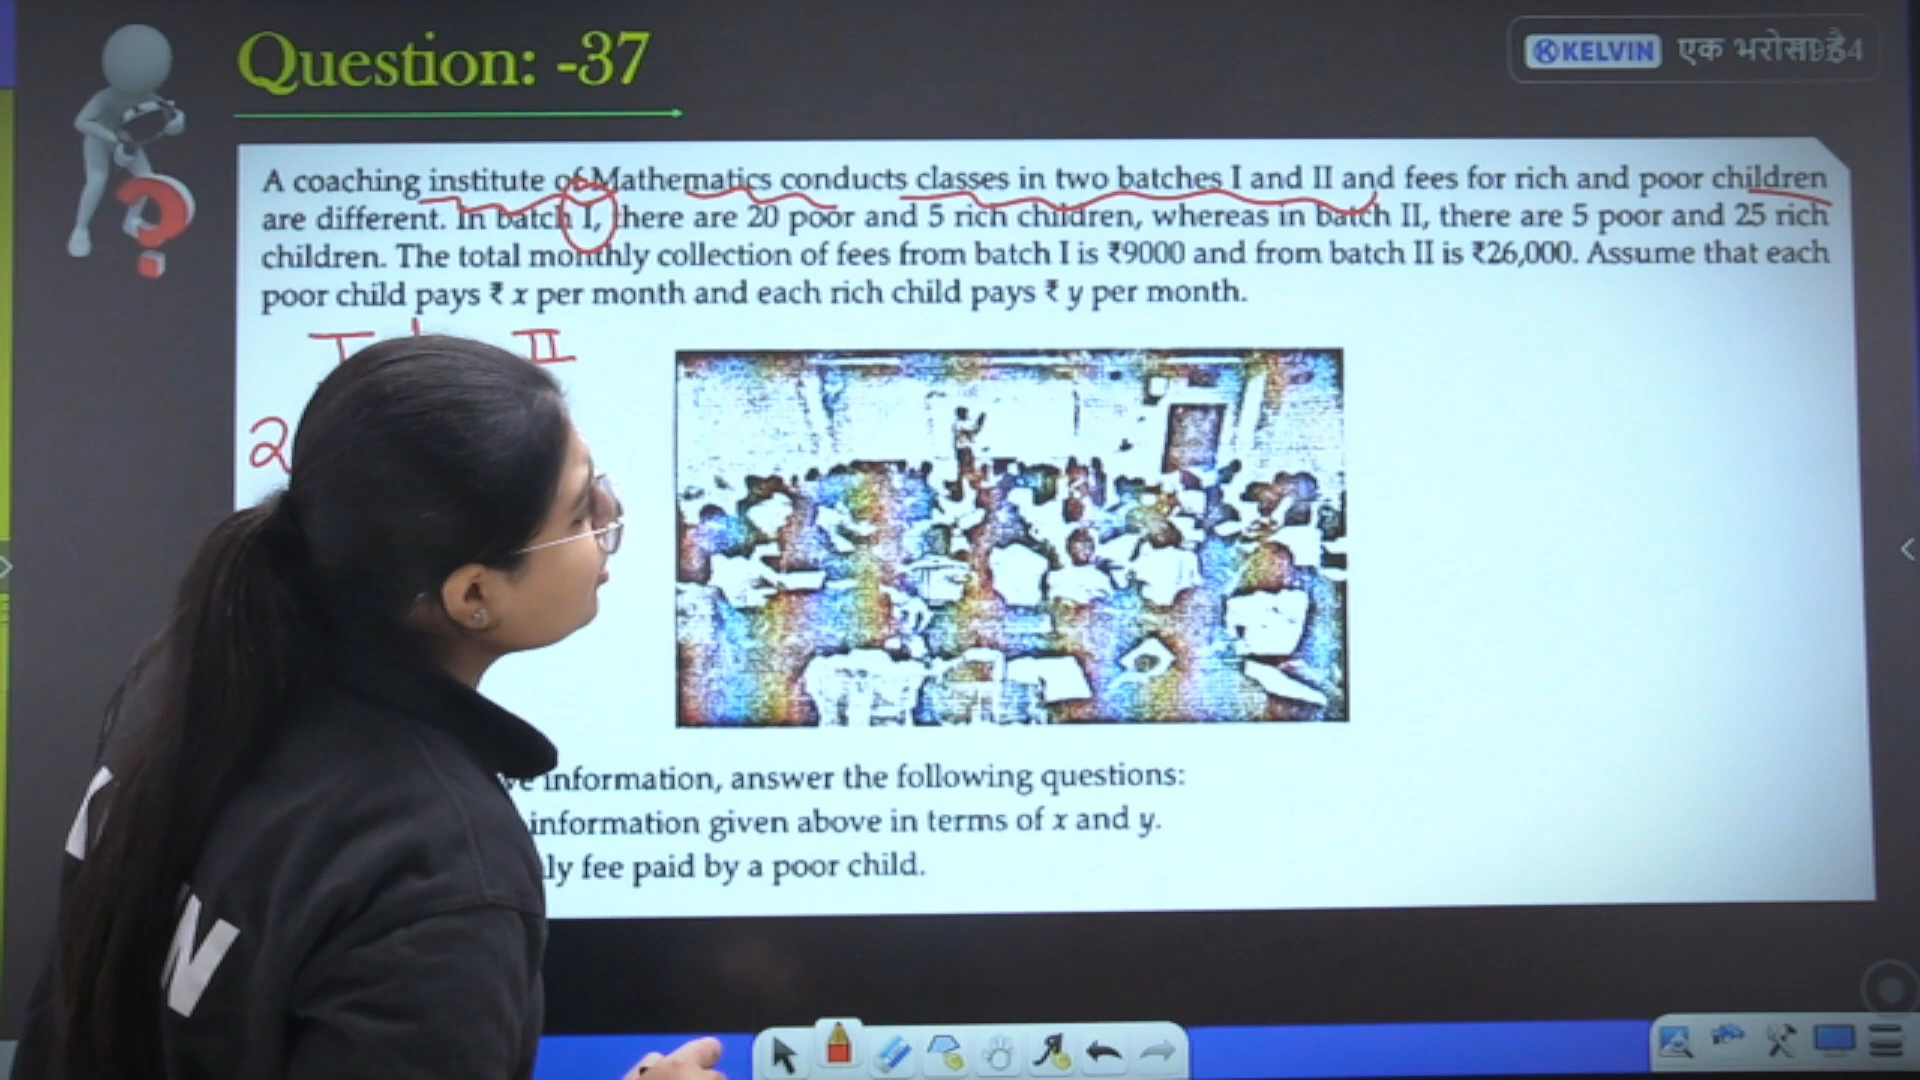 Question: -37
KELVIN एक भरोसा है
A coaching institute of Mathematics conducts classes in two batches I and II and fees for rich and poor children
are different. In batch I, there are 20 poor and 5 rich children, whereas in batch II, there are 5 poor and 25 rich
children. The total monthly collection of fees from batch I is ₹9000 and from batch II is ₹26,000. Assume that each
poor child pays ₹ x per month and each rich child pays ₹ y per month.
I II
2
information, answer the following questions:
information given above in terms of x and y.
fee paid by a poor child.
N